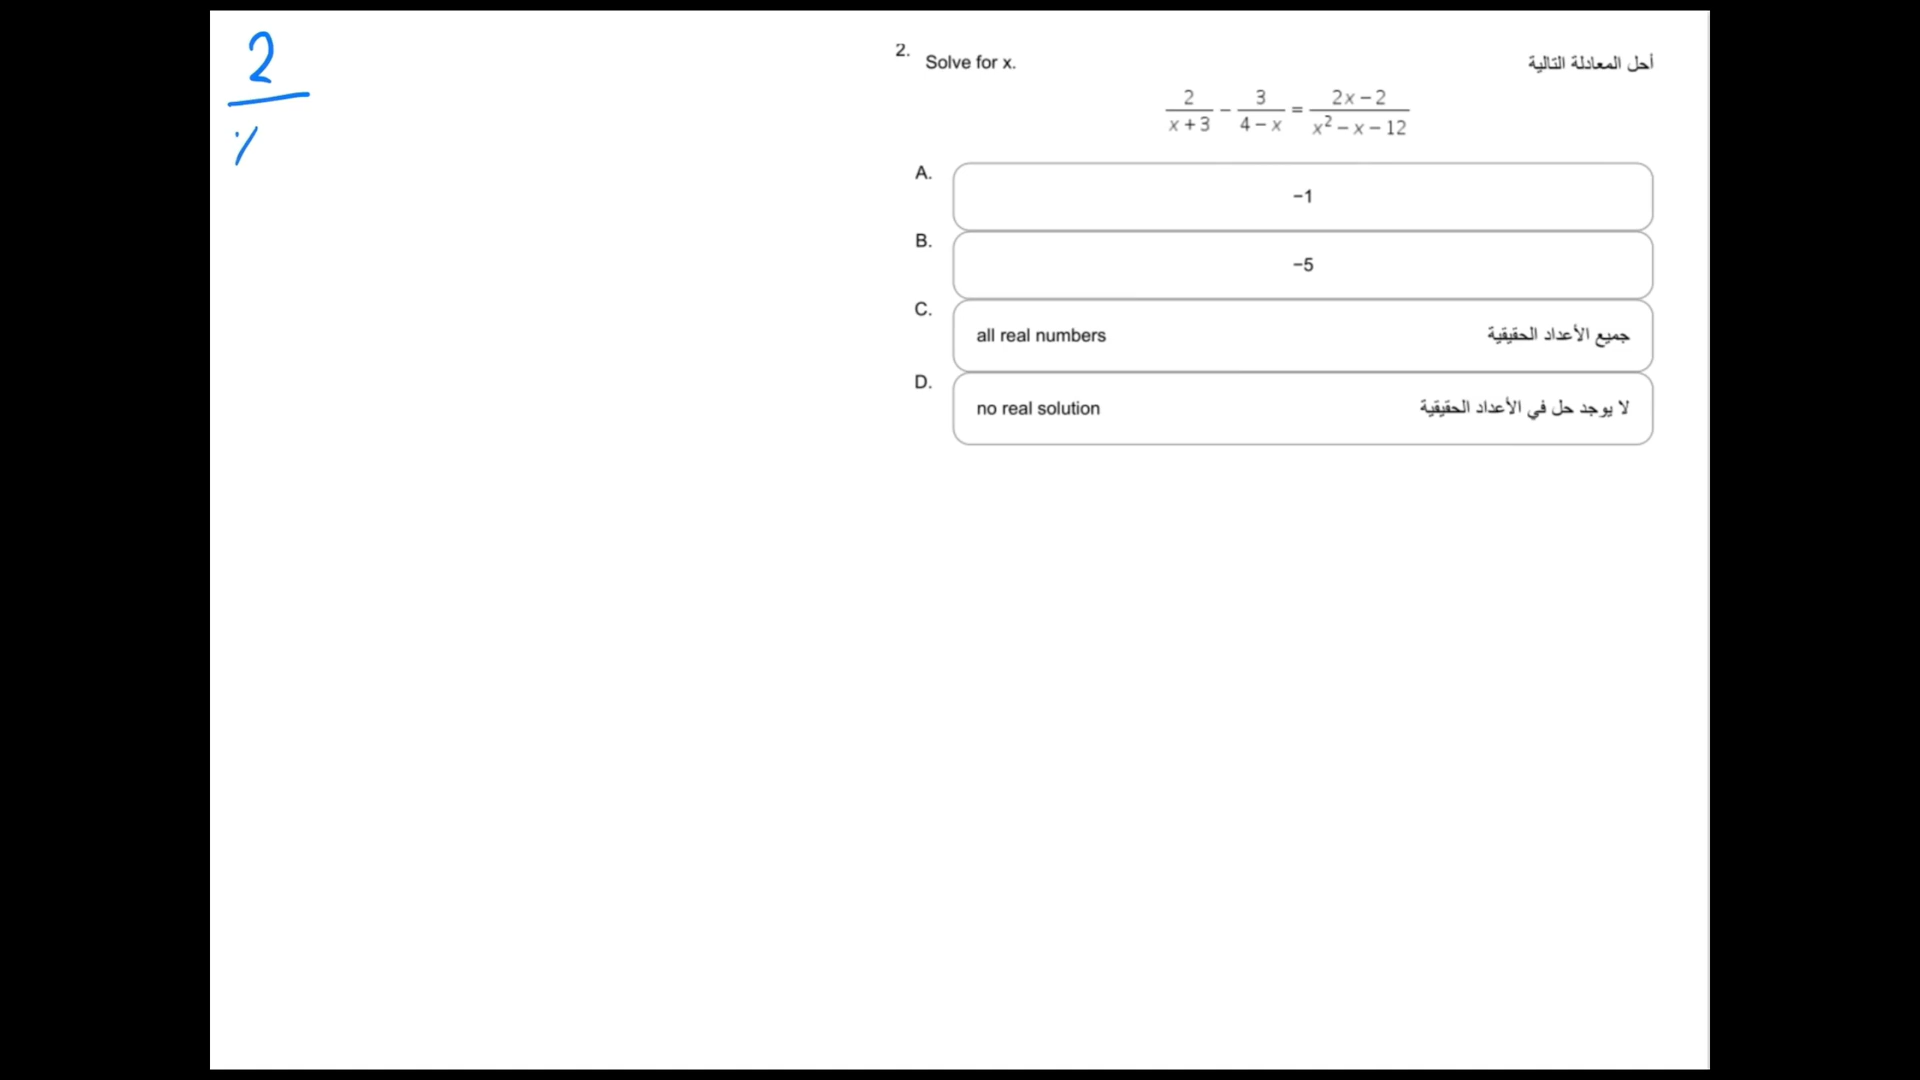 2
2. Solve for x. أحل المعادلة التالية
2/(x + 3) − 3/(4 − x) = (2x − 2)/(x² − x − 12)
A. −1
B. −5
C. all real numbers جميع الأعداد الحقيقية
D. no real solution لا يوجد حل في الأعداد الحقيقية